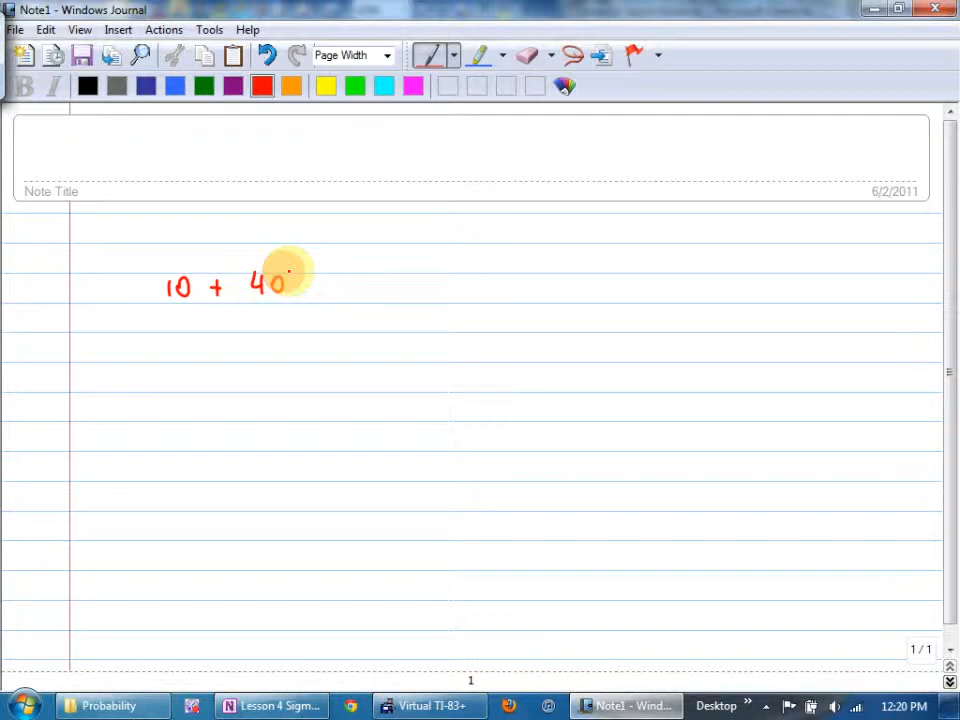 Note1 - Windows Journal
File Edit View Insert Actions Tools Help
Page Width
B I
Note Title 6/2/2011
10 + 40
1 / 1
1
Probability Lesson 4 Sigm... Virtual TI-83+ Note1 - Wind... Desktop » 12:20 PM